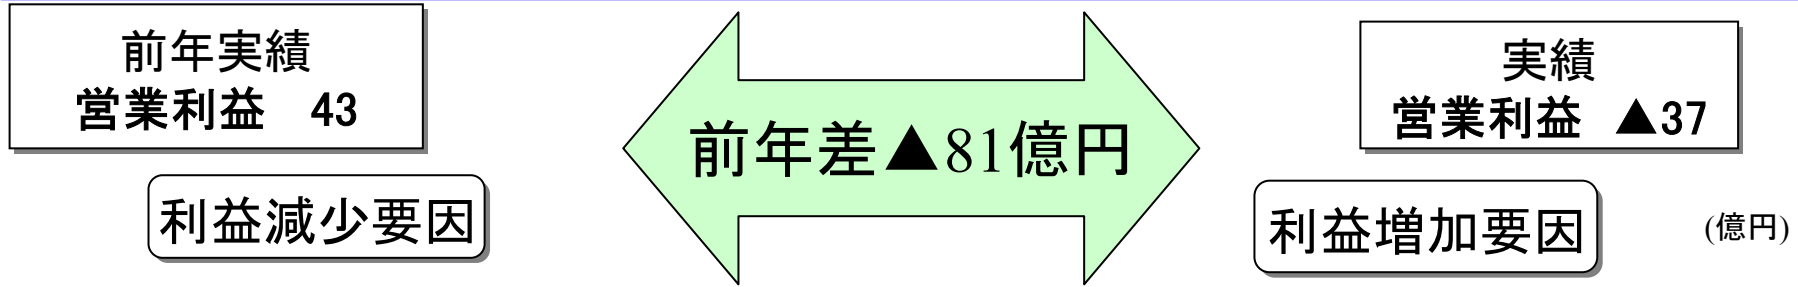 前年実績
営業利益　43
前年差▲81億円
実績
営業利益　▲37
利益減少要因
利益増加要因
(億円)